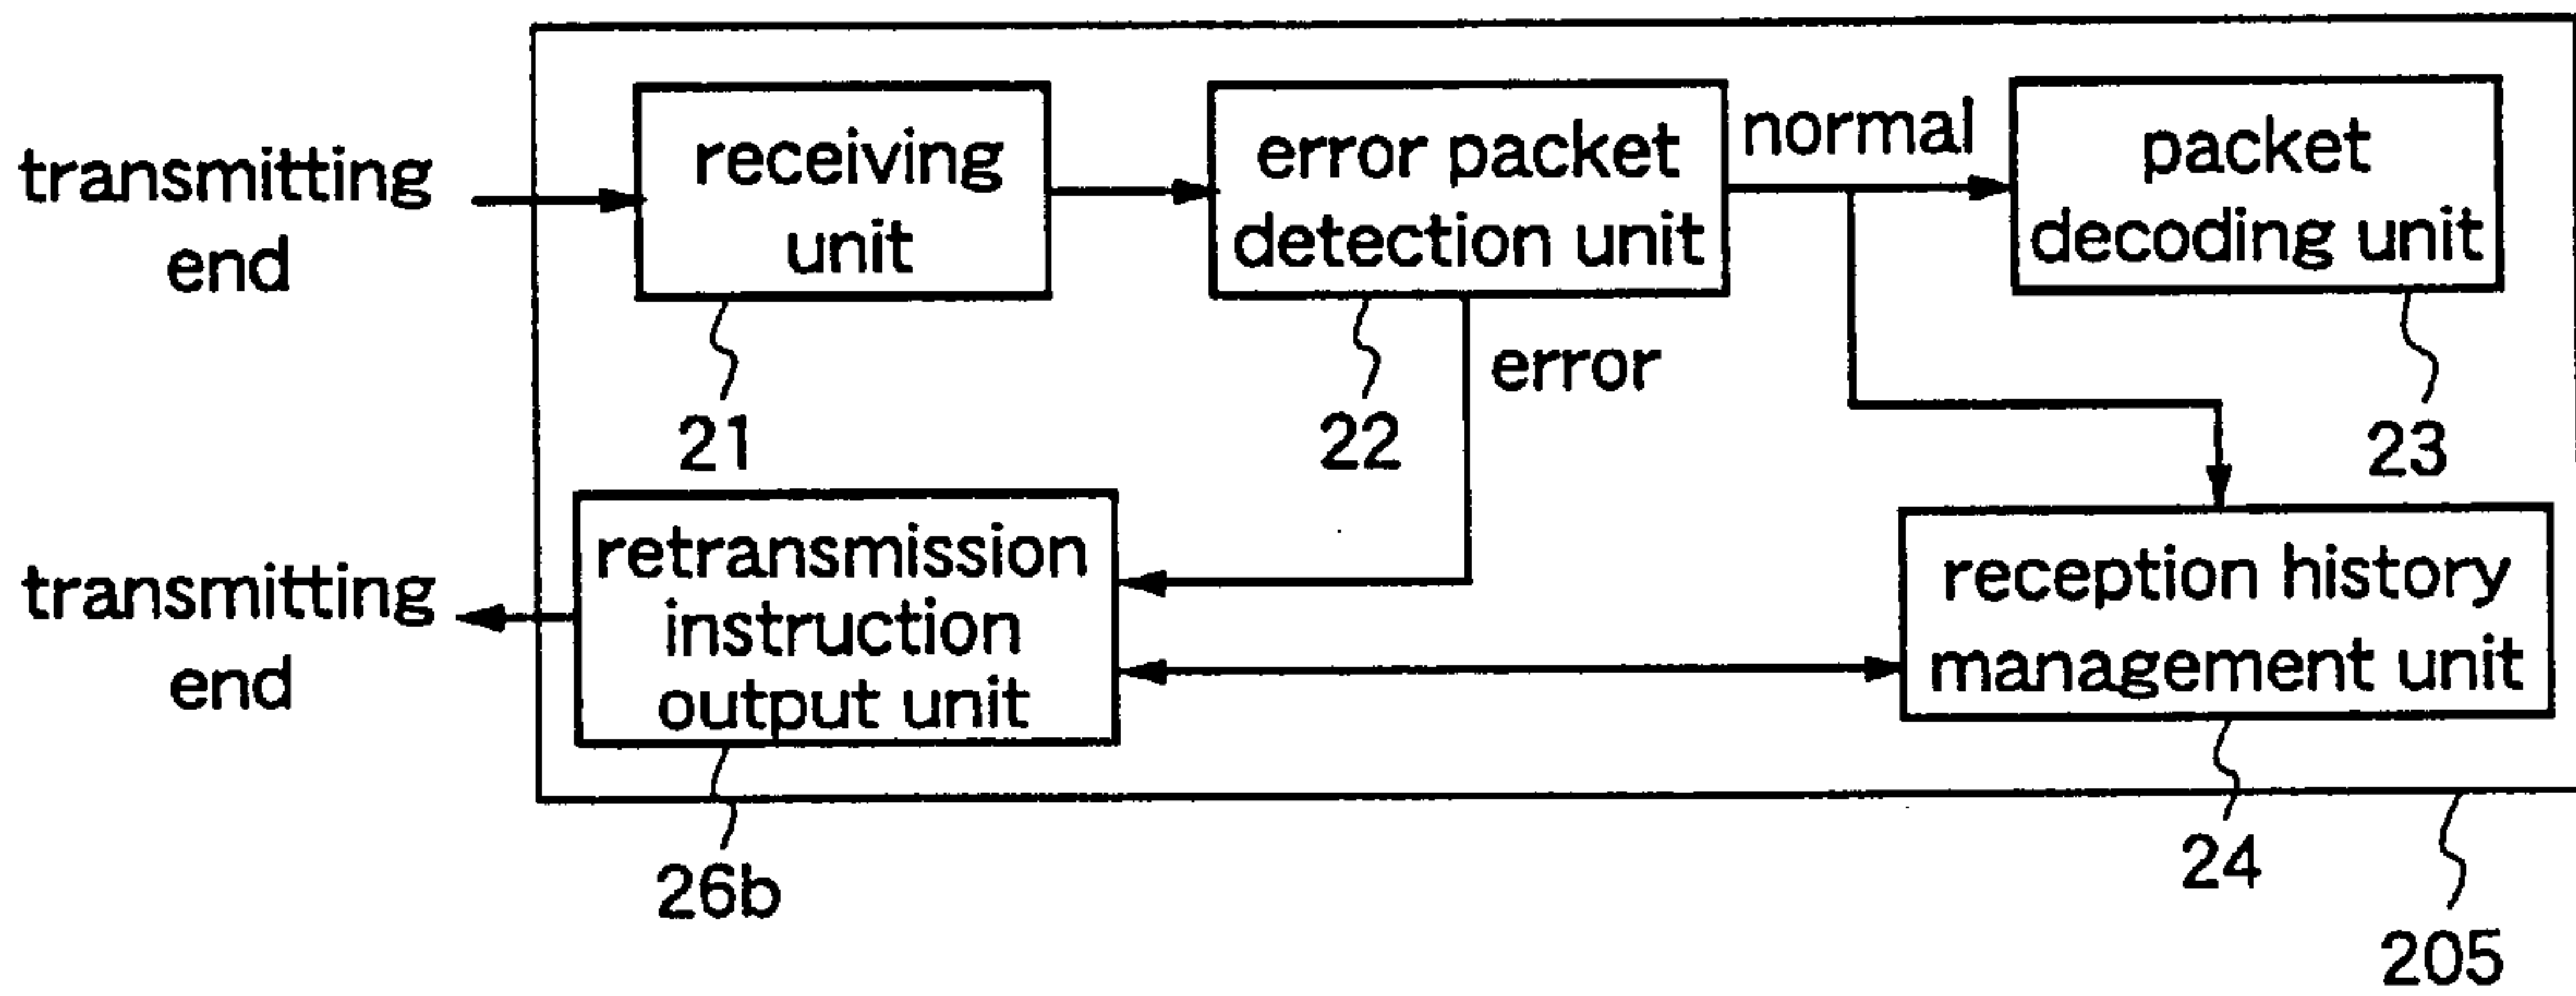 transmitting
end
receiving
unit
error packet
detection unit
normal
packet
decoding unit
21
22
error
23
transmitting
end
retransmission
instruction
output unit
reception history
management unit
26b
24
205